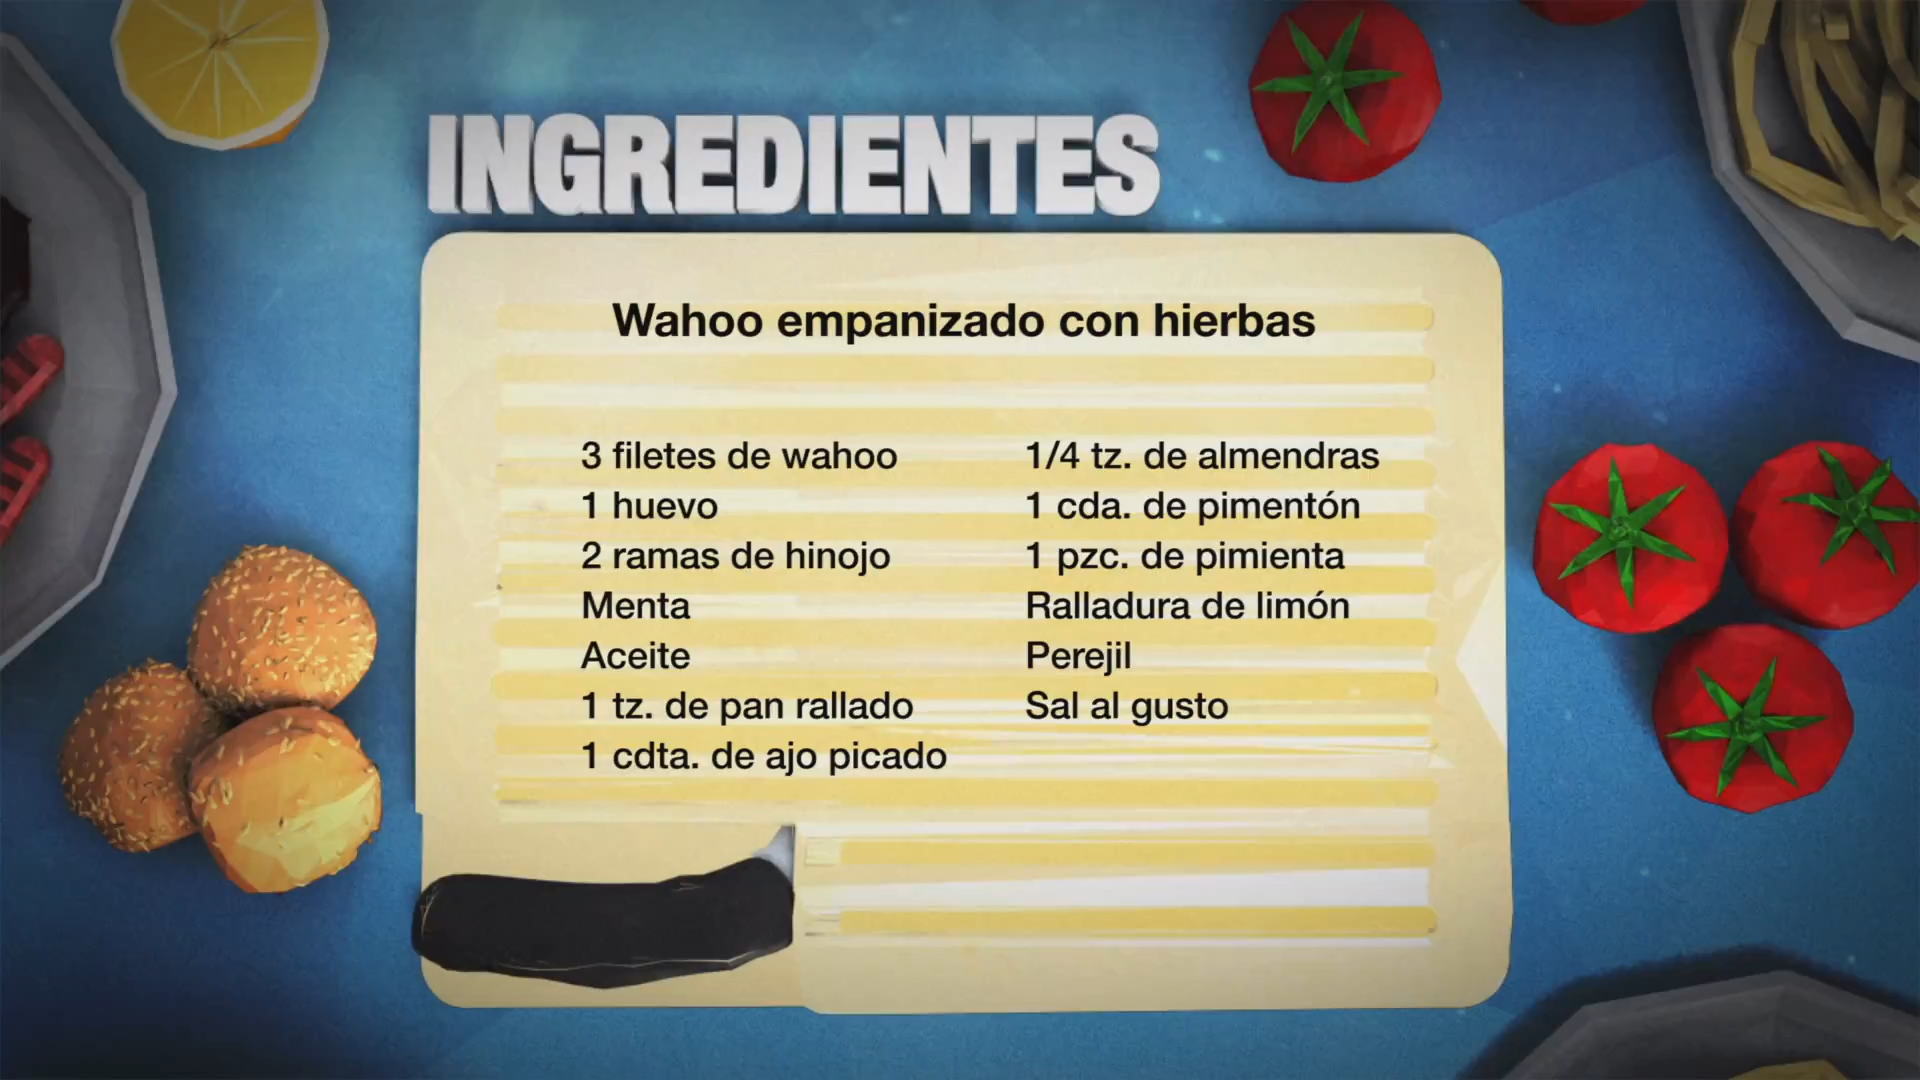 INGREDIENTES
Wahoo empanizado con hierbas
3 filetes de wahoo
1 huevo
2 ramas de hinojo
Menta
Aceite
1 tz. de pan rallado
1 cdta. de ajo picado
1/4 tz. de almendras
1 cda. de pimentón
1 pzc. de pimienta
Ralladura de limón
Perejil
Sal al gusto